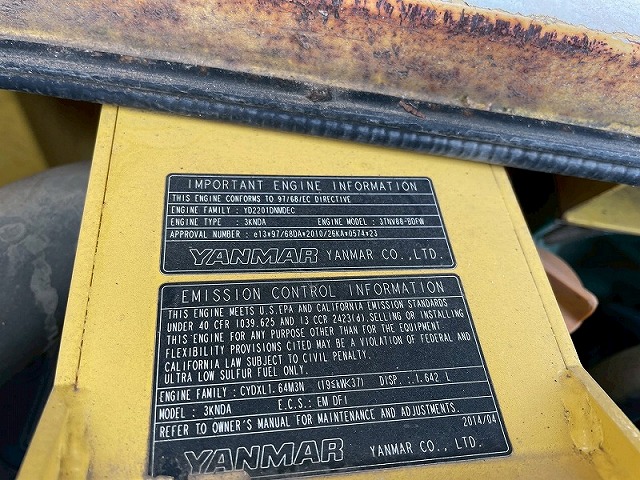 IMPORTANT ENGINE INFORMATION
THIS ENGINE CONFORMS TO 97/68/EC DIRECTIVE
ENGINE FAMILY : YD2201DNMDEC
ENGINE TYPE : 3KNDA ENGINE MODEL : 3TNV88-BDFW
APPROVAL NUMBER : e13*97/68DA*2010/26KA*0574*23
YANMAR YANMAR CO.,LTD.
EMISSION CONTROL INFORMATION
THIS ENGINE MEETS U.S.EPA AND CALIFORNIA EMISSION STANDARDS
UNDER 40 CFR 1039.625 AND 13 CCR 2423(d).SELLING OR INSTALLING
THIS ENGINE FOR ANY PURPOSE OTHER THAN FOR THE EQUIPMENT
FLEXIBILITY PROVISIONS CITED MAY BE A VIOLATION OF FEDERAL AND
CALIFORNIA LAW SUBJECT TO CIVIL PENALTY.
ULTRA LOW SULFUR FUEL ONLY.
ENGINE FAMILY : CYDXL1.64M3N (19≤kW<37) DISP. :1.642 L
MODEL : 3KNDA E.C.S. : EM DFI
REFER TO OWNER'S MANUAL FOR MAINTENANCE AND ADJUSTMENTS.
2014/04
YANMAR YANMAR CO., LTD.